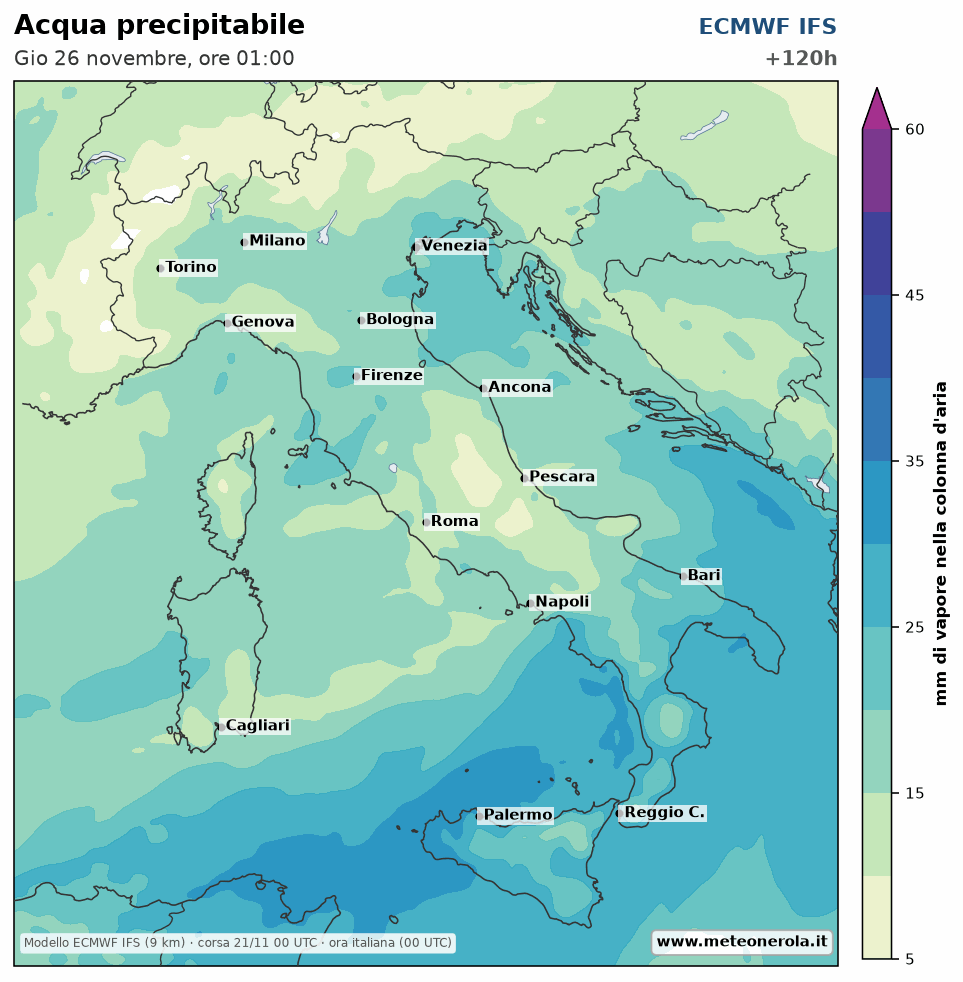 Acqua precipitabile
ECMWF IFS
Gio 26 novembre, ore 01:00
+120h
60
45
35
25
15
5
mm di vapore nella colonna d'aria
Milano
Venezia
Torino
Genova
Bologna
Firenze
Ancona
Pescara
Roma
Bari
Napoli
Cagliari
Palermo
Reggio C.
Modello ECMWF IFS (9 km) · corsa 21/11 00 UTC · ora italiana (00 UTC)
www.meteonerola.it